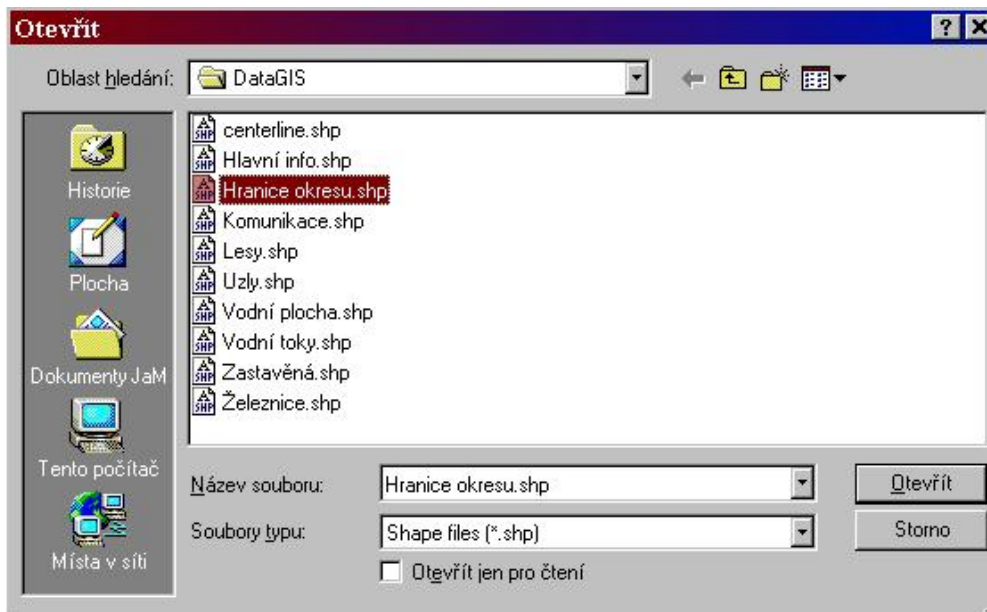 Otevřít
Oblast hledání: DataGIS
centerline.shp
Hlavní info.shp
Hranice okresu.shp
Komunikace.shp
Lesy.shp
Uzly.shp
Vodní plocha.shp
Vodní toky.shp
Zastavěná.shp
Železnice.shp
Historie
Plocha
Dokumenty JaM
Tento počítač
Místa v síti
Název souboru: Hranice okresu.shp Otevřít
Soubory typu: Shape files (*.shp) Storno
Otevřít jen pro čtení